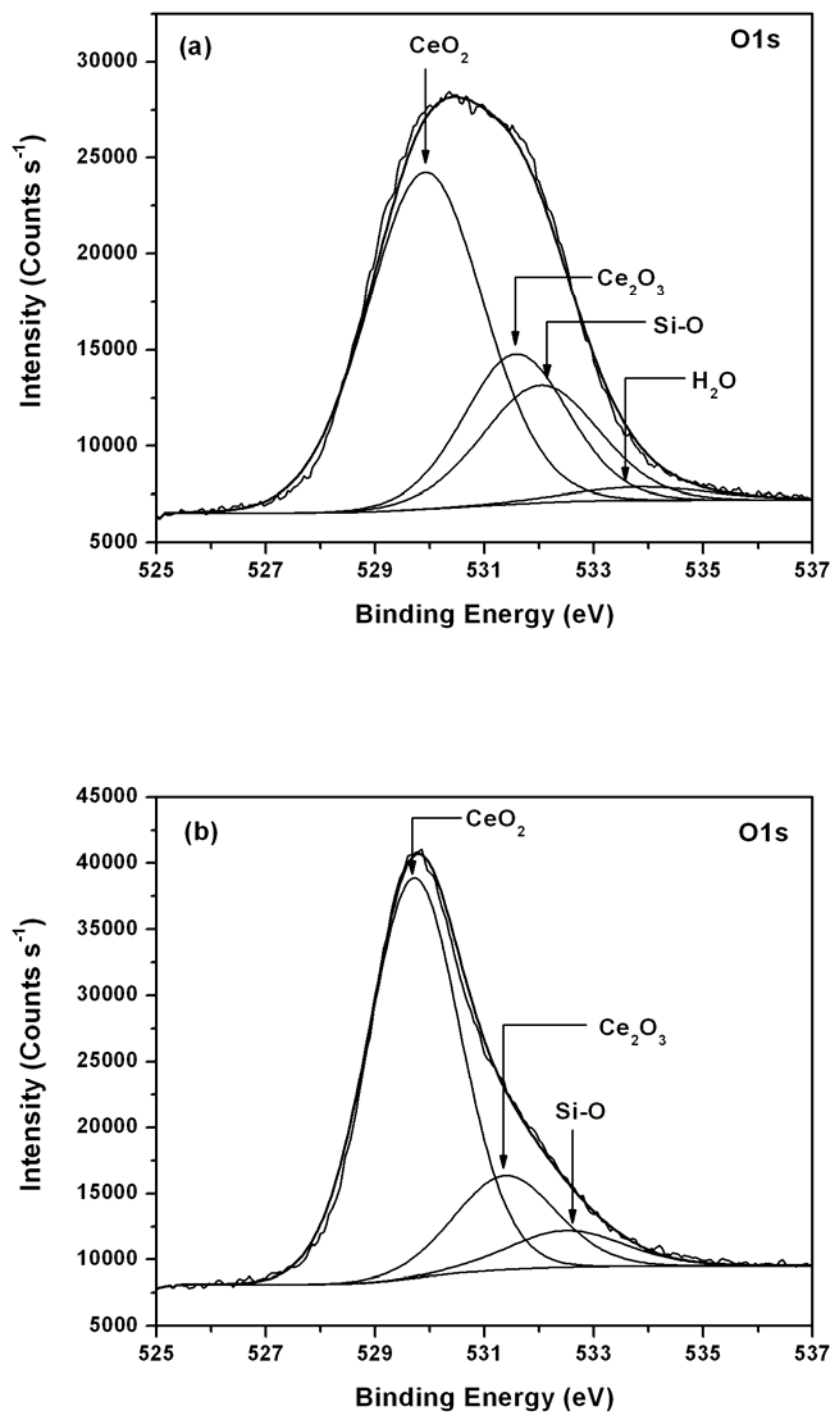 (a)
O1s
CeO₂
Ce₂O₃
Si-O
H₂O
Intensity (Counts s⁻¹)
30000
25000
20000
15000
10000
5000
525 527 529 531 533 535 537
Binding Energy (eV)
(b)
O1s
CeO₂
Ce₂O₃
Si-O
Intensity (Counts s⁻¹)
45000
40000
35000
30000
25000
20000
15000
10000
5000
525 527 529 531 533 535 537
Binding Energy (eV)